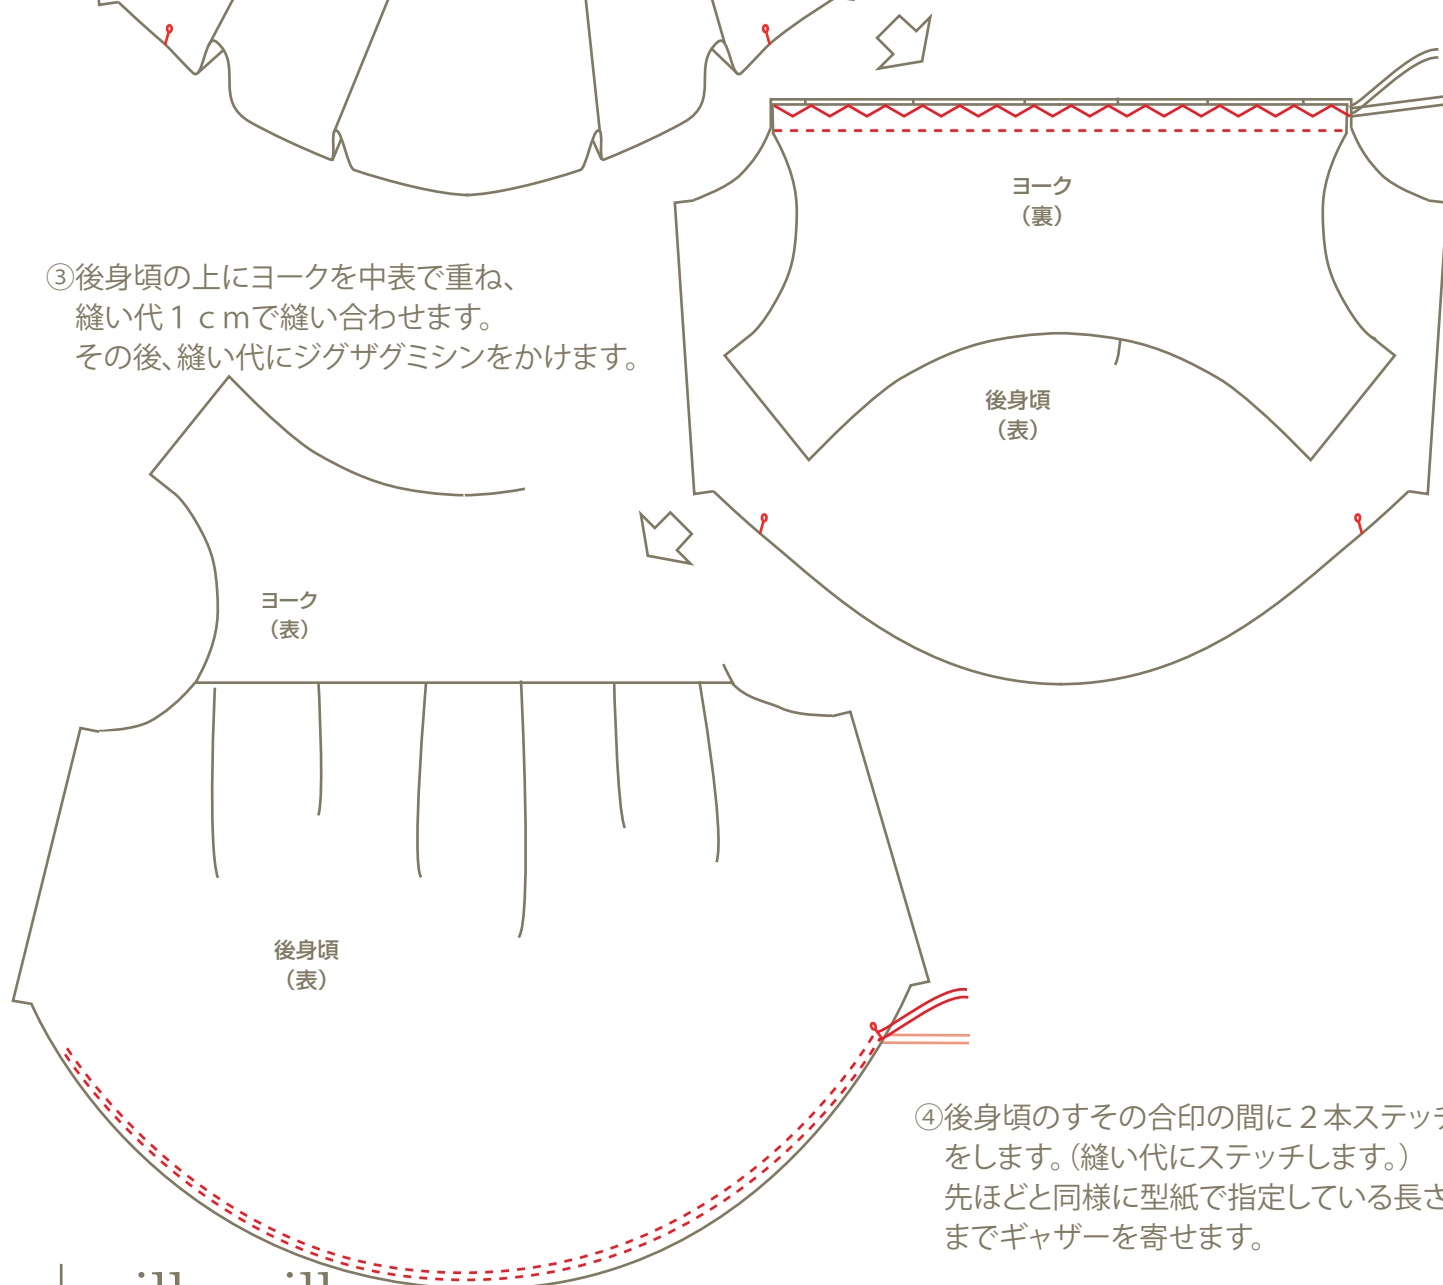 ヨーク
（裏）
③後身頃の上にヨークを中表で重ね、
縫い代１ｃｍで縫い合わせます。
その後、縫い代にジグザグミシンをかけます。
後身頃
（表）
ヨーク
（表）
後身頃
（表）
④後身頃のすその合印の間に２本ステッチ
をします。（縫い代にステッチします。）
先ほどと同様に型紙で指定している長さ
までギャザーを寄せます。